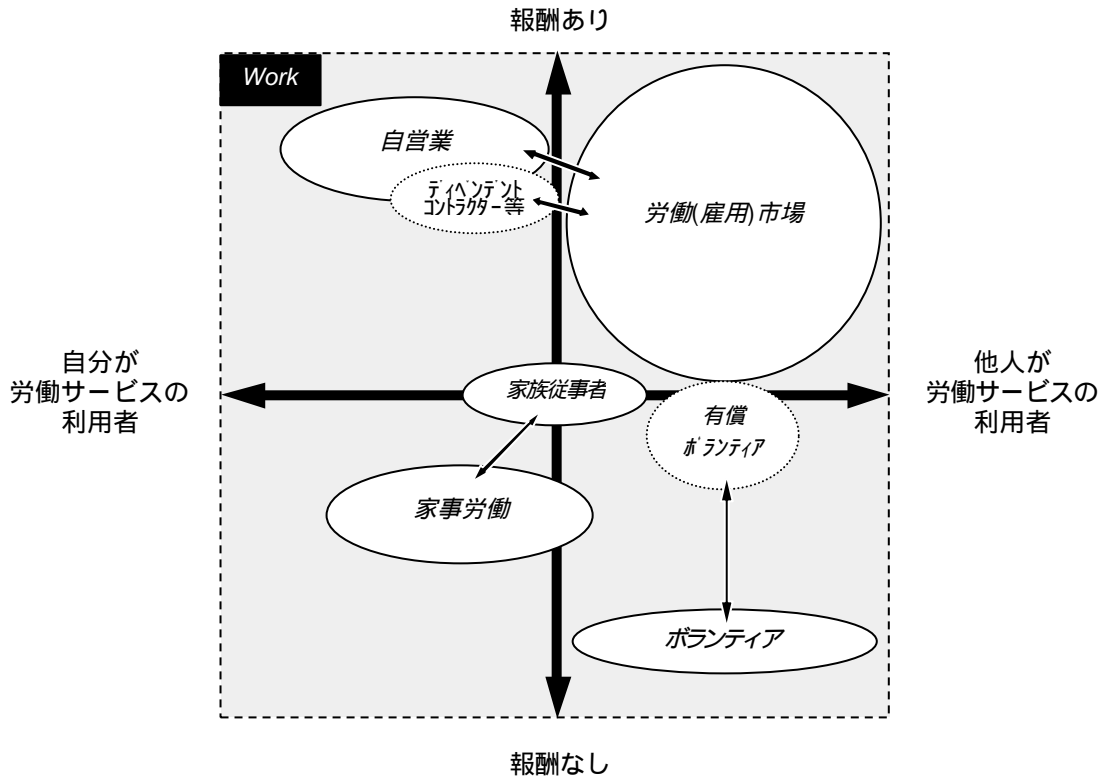 報酬あり
Work
自営業
ディペンデント
コントラクター等
労働(雇用)市場
自分が
労働サービスの
利用者
家族従事者
他人が
労働サービスの
利用者
有償
ボランティア
家事労働
ボランティア
報酬なし